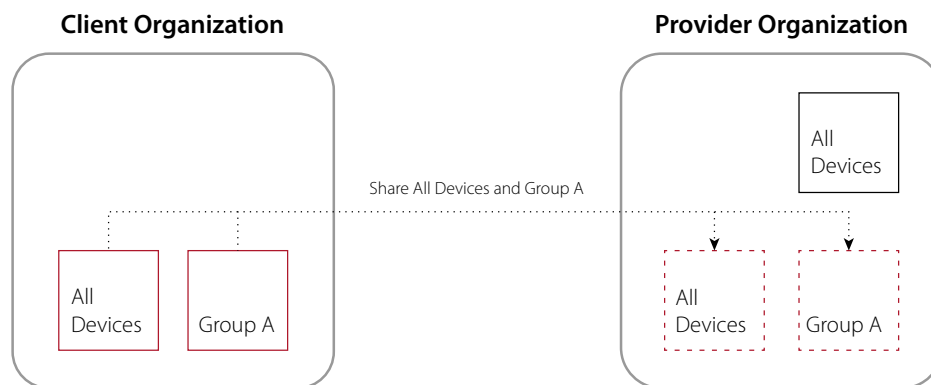 Client Organization
Provider Organization
All
Devices
Share All Devices and Group A
All
Devices
Group A
All
Devices
Group A